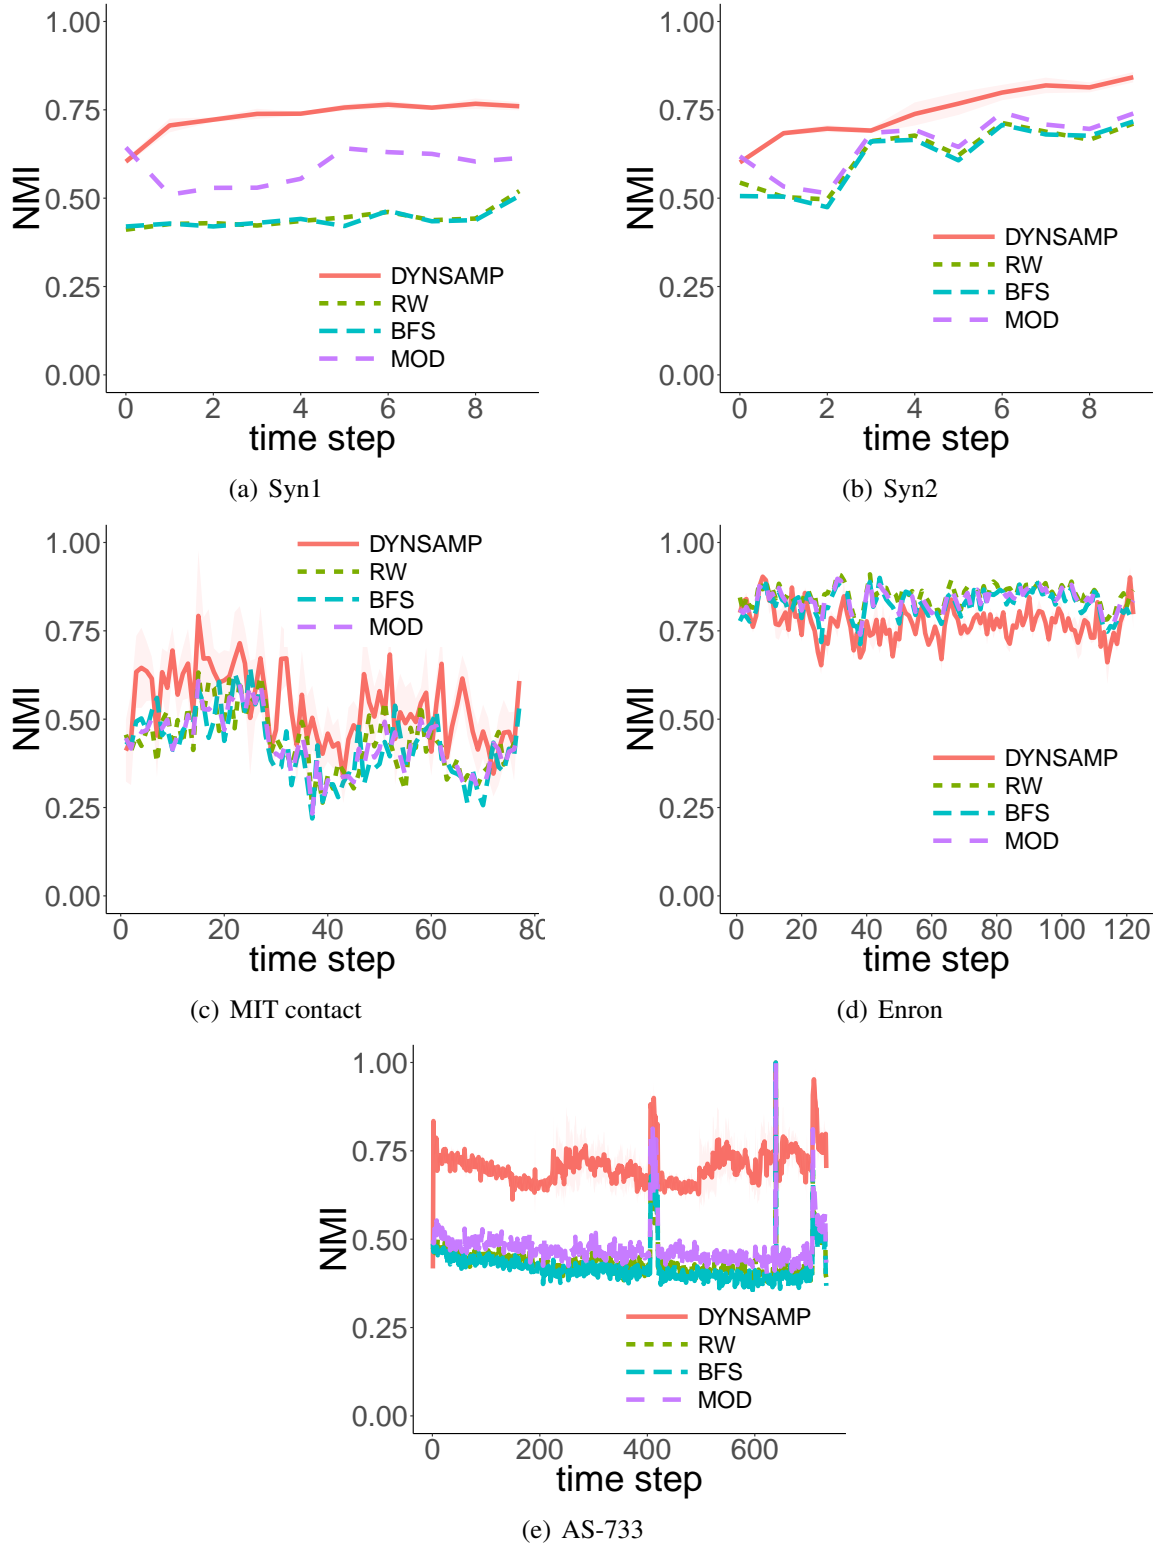 1.00
0.75
0.50
0.25
0.00
NMI
0 2 4 6 8
time step
DYNSAMP
RW
BFS
MOD
(a) Syn1
1.00
0.75
0.50
0.25
0.00
NMI
0 2 4 6 8
time step
DYNSAMP
RW
BFS
MOD
(b) Syn2
1.00
0.75
0.50
0.25
0.00
NMI
0 20 40 60 80
time step
DYNSAMP
RW
BFS
MOD
(c) MIT contact
1.00
0.75
0.50
0.25
0.00
NMI
0 20 40 60 80 100 120
time step
DYNSAMP
RW
BFS
MOD
(d) Enron
1.00
0.75
0.50
0.25
0.00
NMI
0 200 400 600
time step
DYNSAMP
RW
BFS
MOD
(e) AS-733